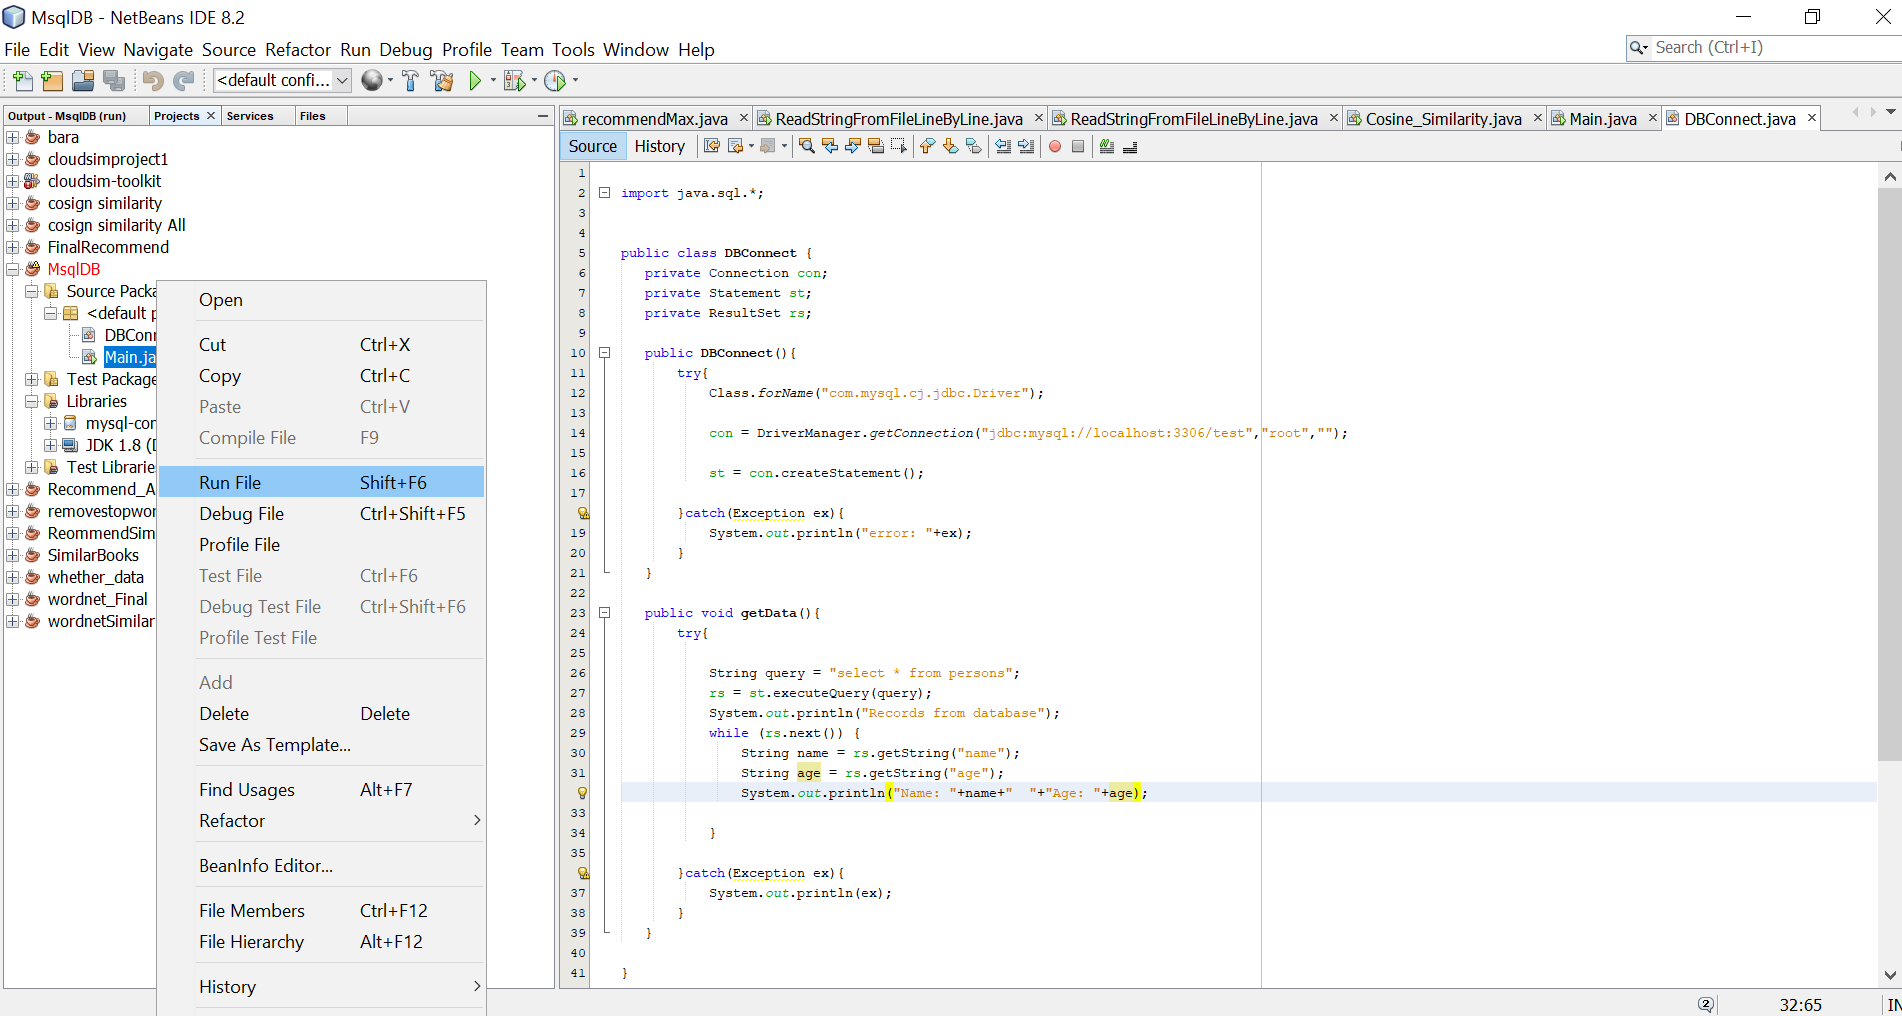 MsqlDB - NetBeans IDE 8.2
File Edit View Navigate Source Refactor Run Debug Profile Team Tools Window Help
Search (Ctrl+I)
<default confi...
Output - MsqlDB (run) Projects Services Files
bara
cloudsimproject1
cloudsim-toolkit
cosign similarity
cosign similarity All
FinalRecommend
MsqlDB
Source Packa
<default p
DBConn
Main.ja
Test Package
Libraries
mysql-con
JDK 1.8 (D
Test Librarie
Recommend_A
removestopwor
ReommendSim
SimilarBooks
whether_data
wordnet_Final
wordnetSimilar
Open
Cut Ctrl+X
Copy Ctrl+C
Paste Ctrl+V
Compile File F9
Run File Shift+F6
Debug File Ctrl+Shift+F5
Profile File
Test File Ctrl+F6
Debug Test File Ctrl+Shift+F6
Profile Test File
Add
Delete Delete
Save As Template...
Find Usages Alt+F7
Refactor
BeanInfo Editor...
File Members Ctrl+F12
File Hierarchy Alt+F12
History
recommendMax.java ReadStringFromFileLineByLine.java ReadStringFromFileLineByLine.java Cosine_Similarity.java Main.java DBConnect.java
Source History
1
2 import java.sql.*;
3
4
5 public class DBConnect {
6 private Connection con;
7 private Statement st;
8 private ResultSet rs;
9
10 public DBConnect(){
11 try{
12 Class.forName("com.mysql.cj.jdbc.Driver");
13
14 con = DriverManager.getConnection("jdbc:mysql://localhost:3306/test","root","");
15
16 st = con.createStatement();
17
}catch(Exception ex){
19 System.out.println("error: "+ex);
20 }
21 }
22
23 public void getData(){
24 try{
25
26 String query = "select * from persons";
27 rs = st.executeQuery(query);
28 System.out.println("Records from database");
29 while (rs.next()) {
30 String name = rs.getString("name");
31 String age = rs.getString("age");
System.out.println("Name: "+name+"  "+"Age: "+age);
33
34 }
35
}catch(Exception ex){
37 System.out.println(ex);
38 }
39 }
40
41 }
2 32:65 IN